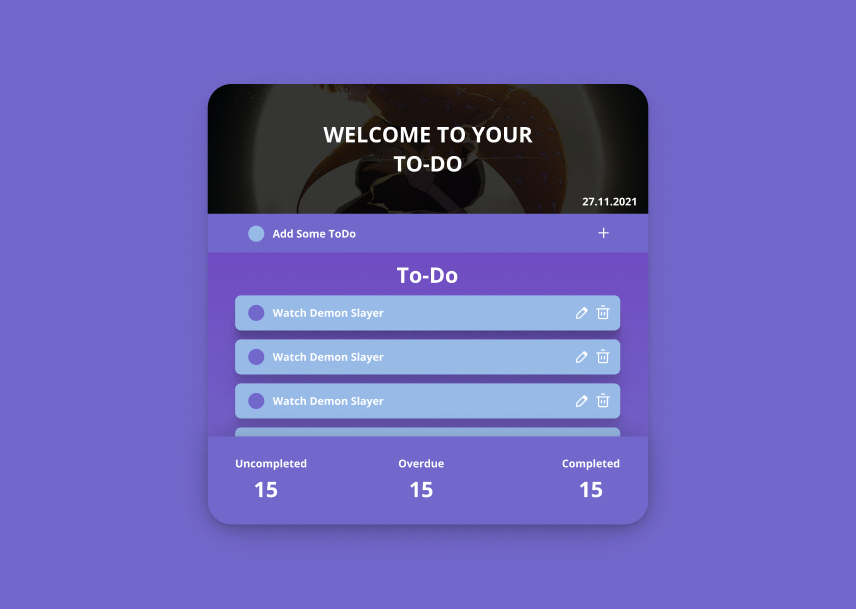 WELCOME TO YOUR
TO-DO
27.11.2021
Add Some ToDo
To-Do
Watch Demon Slayer
Watch Demon Slayer
Watch Demon Slayer
Uncompleted
Overdue
Completed
15
15
15